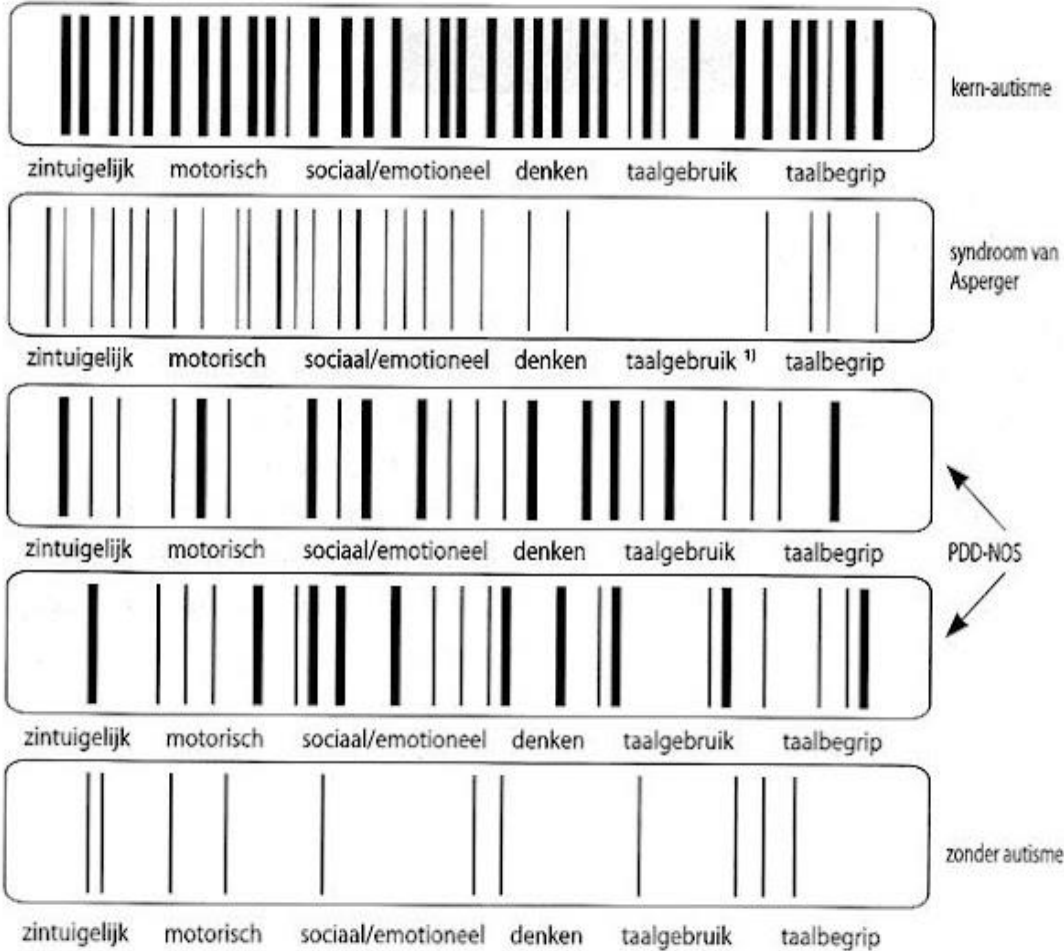 kern-autisme
zintuigelijk motorisch sociaal/emotioneel denken taalgebruik taalbegrip
syndroom van
Asperger
zintuigelijk motorisch sociaal/emotioneel denken taalgebruik 1) taalbegrip
zintuigelijk motorisch sociaal/emotioneel denken taalgebruik taalbegrip
PDD-NOS
zintuigelijk motorisch sociaal/emotioneel denken taalgebruik taalbegrip
zonder autisme
zintuigelijk motorisch sociaal/emotioneel denken taalgebruik taalbegrip